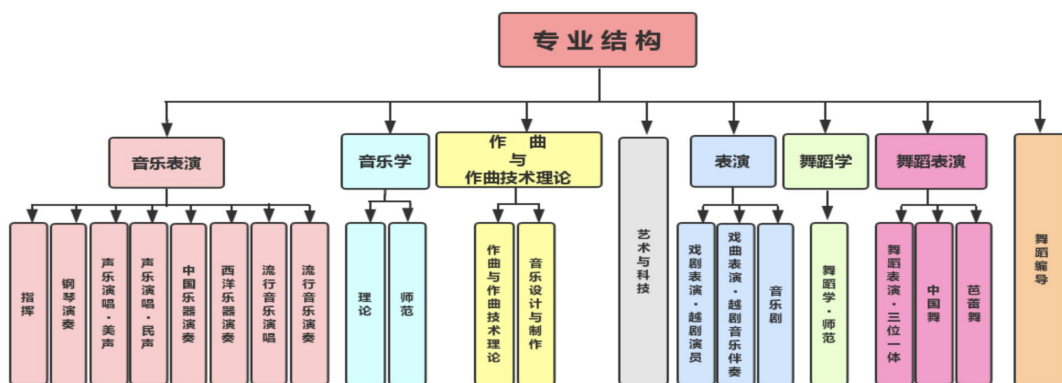 专业结构
音乐表演
音乐学
作 曲
与
作曲技术理论
表演
舞蹈学
舞蹈表演
指挥
钢琴演奏
声乐演唱·美声
声乐演唱·民声
中国乐器演奏
西洋乐器演奏
流行音乐演唱
流行音乐演奏
理论
师范
作曲与作曲技术理论
音乐设计与制作
艺术与科技
戏剧表演·越剧演员
戏曲表演·越剧音乐伴奏
音乐剧
舞蹈学·师范
舞蹈表演·三位一体
中国舞
芭蕾舞
舞蹈编导